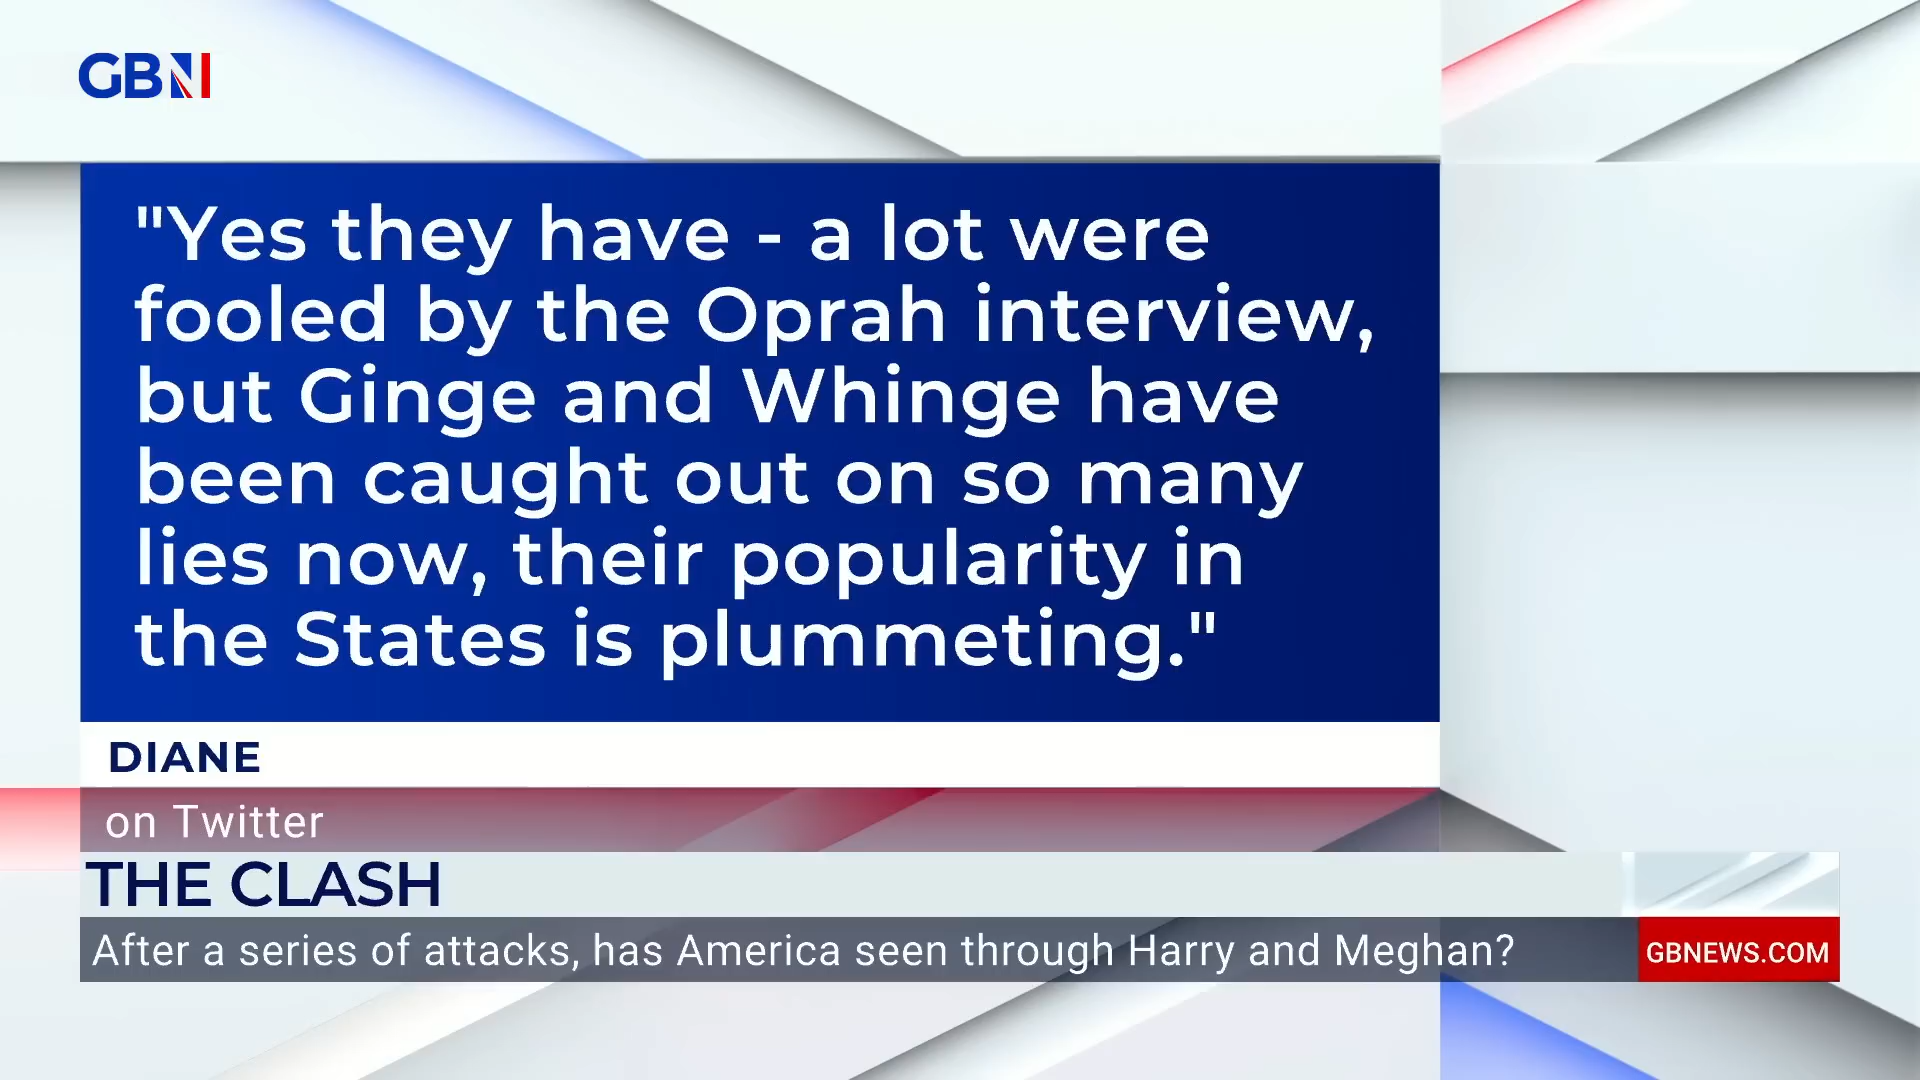 GBN
"Yes they have - a lot were
fooled by the Oprah interview,
but Ginge and Whinge have
been caught out on so many
lies now, their popularity in
the States is plummeting."
DIANE
on Twitter
THE CLASH
After a series of attacks, has America seen through Harry and Meghan?
GBNEWS.COM